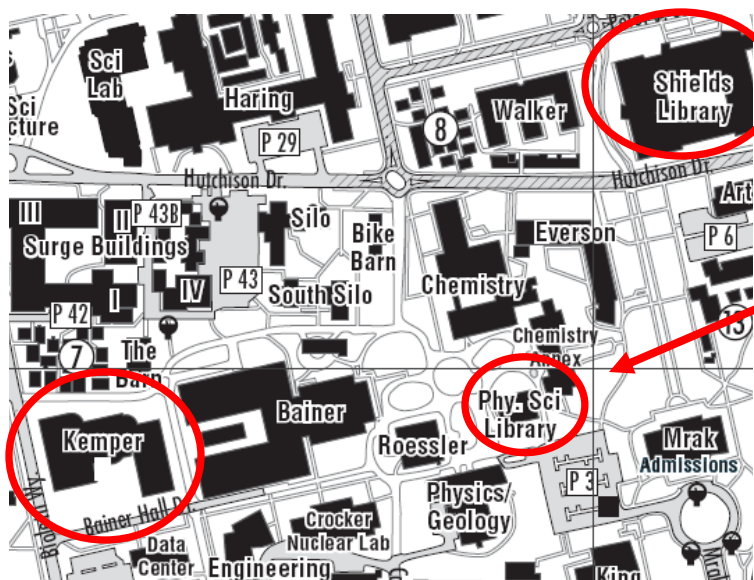 Sci
Lab
Haring
P 29
Sci
cture
8
Walker
Shields
Library
Hutchison Dr.
Hutchison Dr.
III
II
P 43B
Surge Buildings
Silo
Bike
Barn
Everson
Art
P 6
P 43
South Silo
Chemistry
I
IV
P 42
7
The
Barn
Chemistry
Annex
13
Kemper
Bainer
Phy. Sci
Library
Roessler
Mrak
Admissions
P 3
Physics/
Geology
Bainer Hall Dr.
Crocker
Nuclear Lab
Data
Center
Engineering
King
Mrak